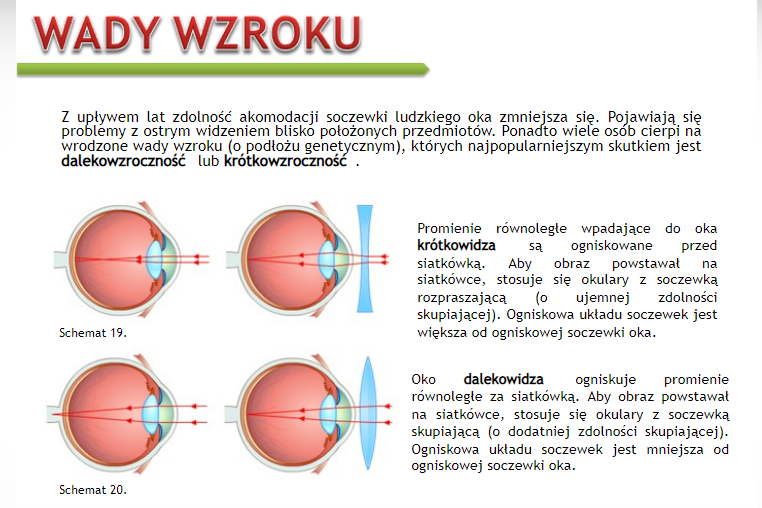 WADY WZROKU
Z upływem lat zdolność akomodacji soczewki ludzkiego oka zmniejsza się. Pojawiają się
problemy z ostrym widzeniem blisko położonych przedmiotów. Ponadto wiele osób cierpi na
wrodzone wady wzroku (o podłożu genetycznym), których najpopularniejszym skutkiem jest
dalekowzroczność lub krótkowzroczność .
Promienie równoległe wpadające do oka
krótkowidza są ogniskowane przed
siatkówką. Aby obraz powstawał na
siatkówce, stosuje się okulary z soczewką
rozpraszającą (o ujemnej zdolności
skupiającej). Ogniskowa układu soczewek jest
większa od ogniskowej soczewki oka.
Schemat 19.
Oko dalekowidza ogniskuje promienie
równoległe za siatkówką. Aby obraz powstawał
na siatkówce, stosuje się okulary z soczewką
skupiającą (o dodatniej zdolności skupiającej).
Ogniskowa układu soczewek jest mniejsza od
ogniskowej soczewki oka.
Schemat 20.